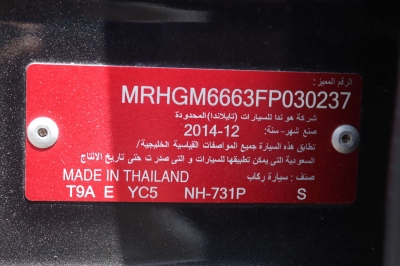 الرقم المميز:
MRHGM6663FP030237
شركة هوندا للسيارات (تايلاند) المحدودة
صنع شهر-سنة: 12-2014
تطابق هذه السيارة جميع المواصفات القياسية الخليجية/
السعودية التى يمكن تطبيقها للسيارات و التى صدرت حتى تاريخ الانتاج
صنف: سيارة ركاب
MADE IN THAILAND
T9A E YC5 NH-731P S